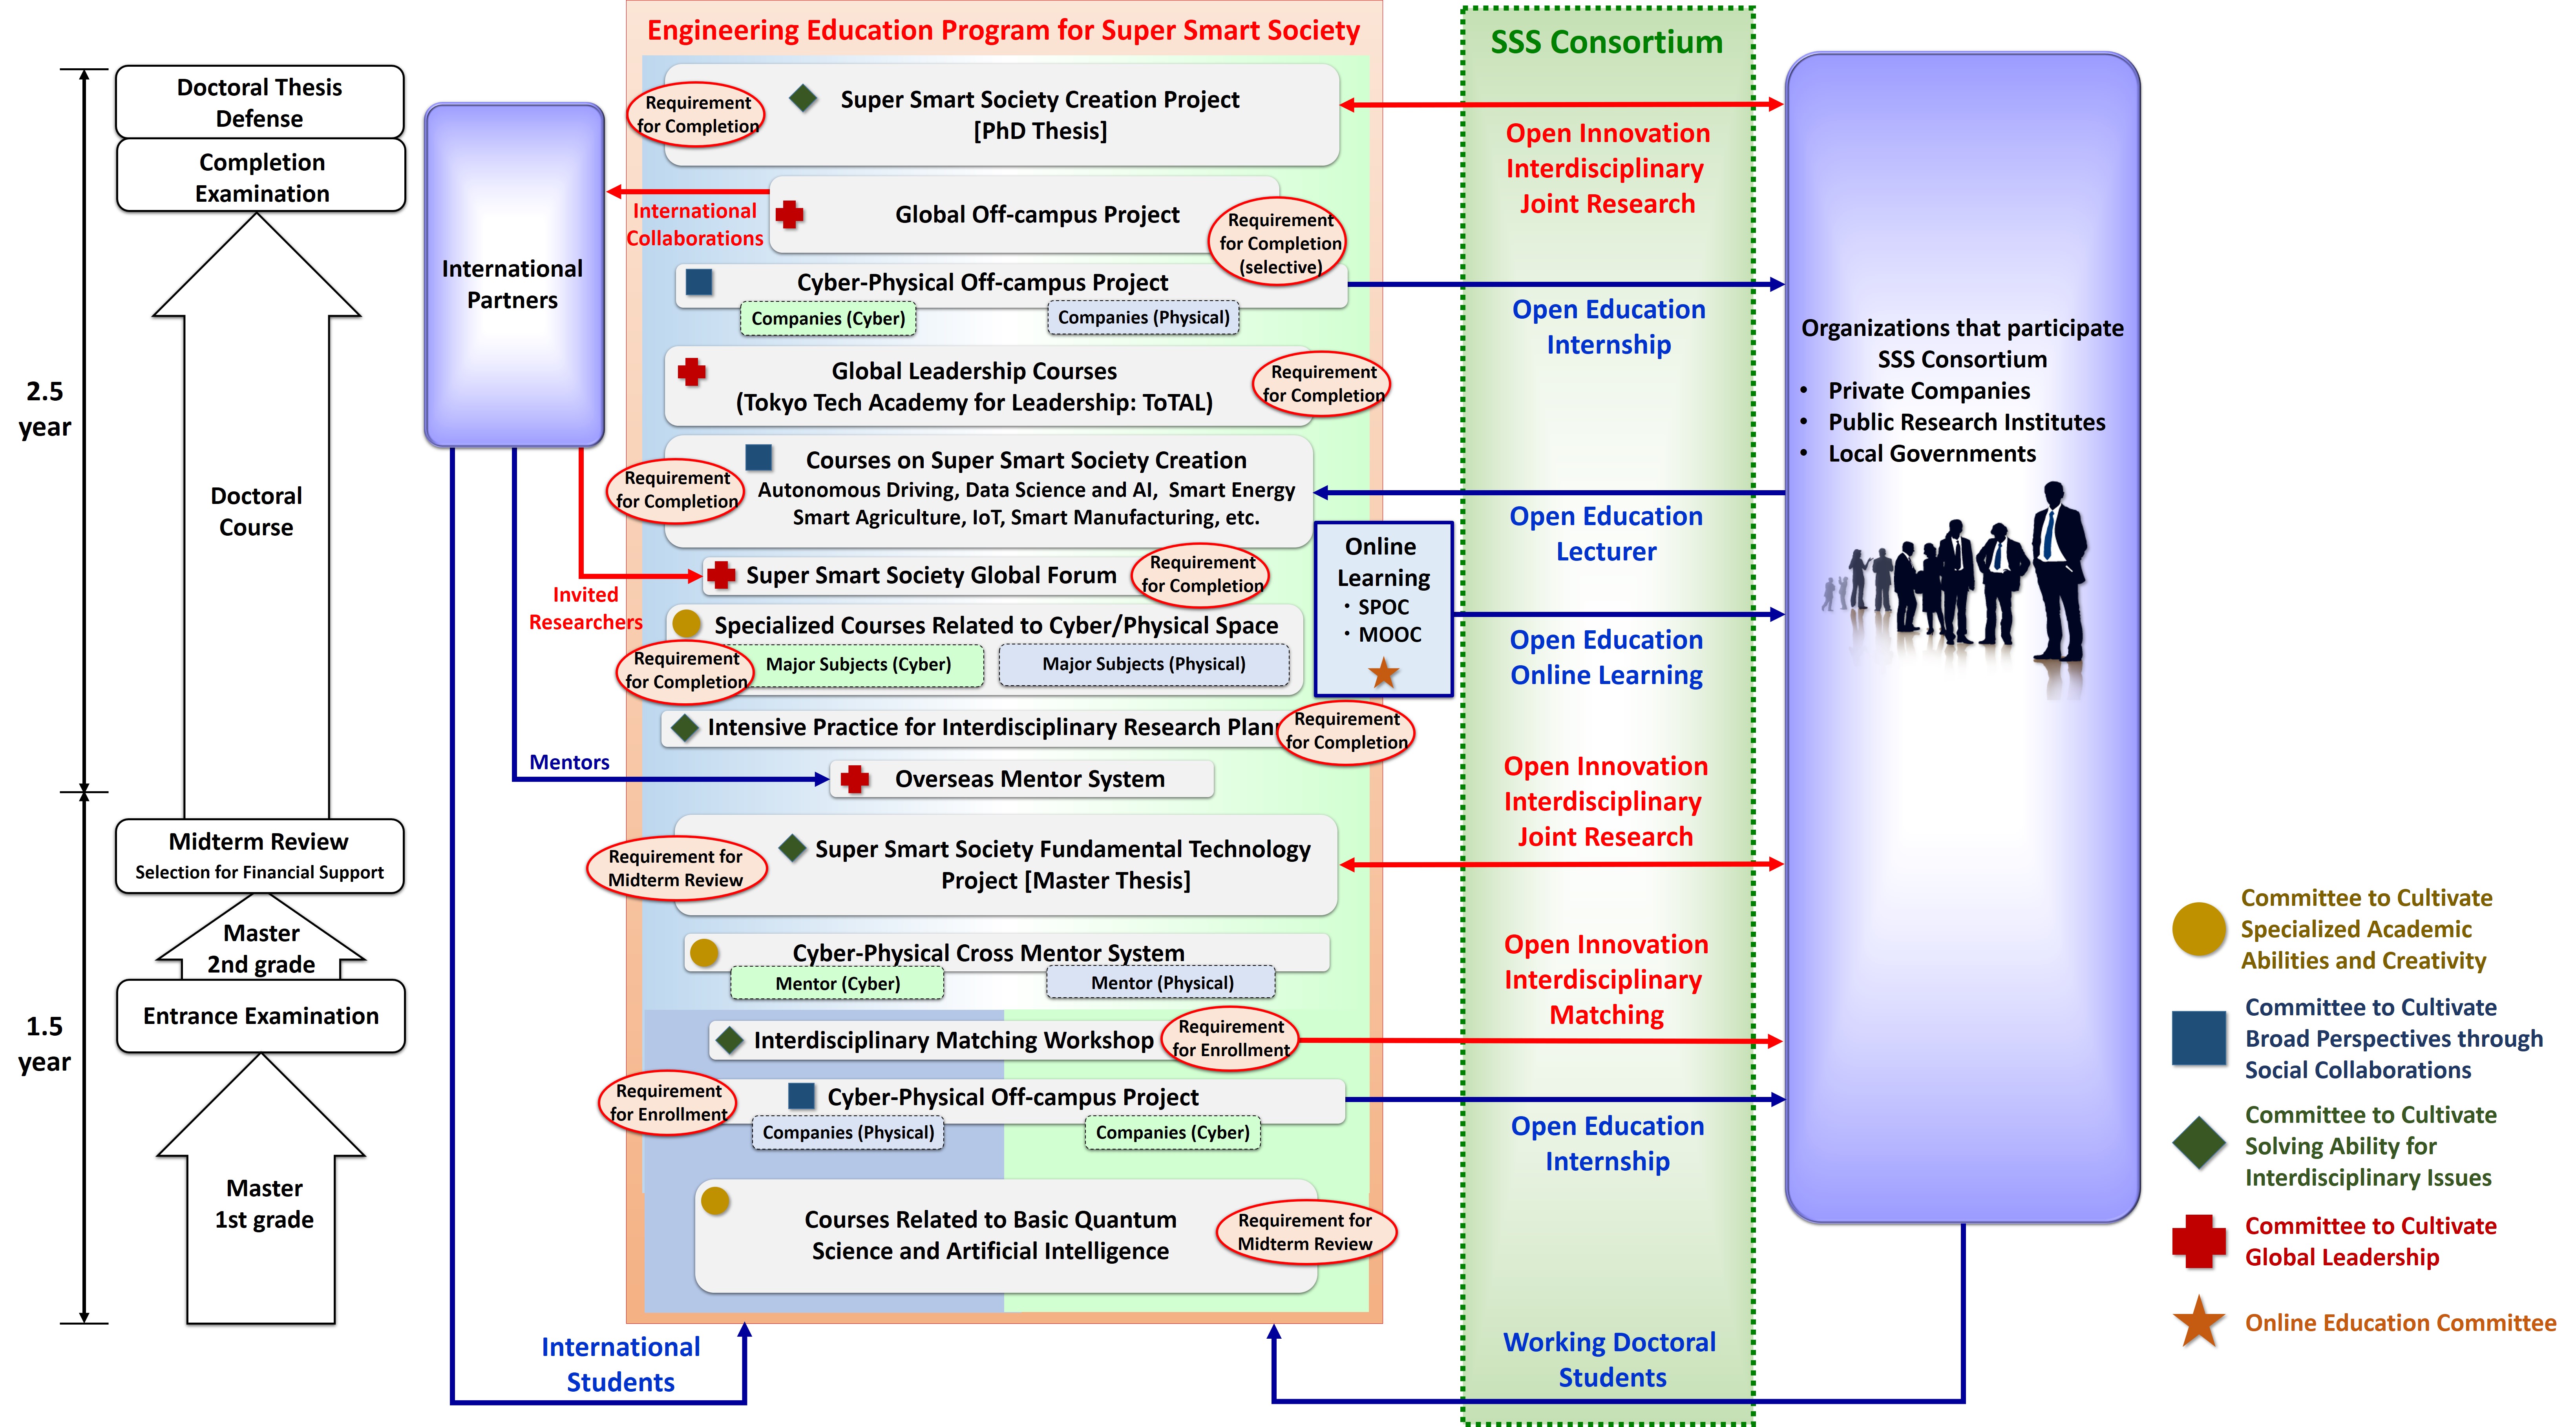 Engineering Education Program for Super Smart Society
SSS Consortium
Doctoral Thesis
Defense
Completion
Examination
2.5
year
Doctoral
Course
Midterm Review
Selection for Financial Support
Master
2nd grade
Entrance Examination
1.5
year
Master
1st grade
International
Partners
International
Collaborations
Invited
Researchers
Mentors
International
Students
Requirement
for Completion
Super Smart Society Creation Project
[PhD Thesis]
Global Off-campus Project
Requirement
for Completion
(selective)
Cyber-Physical Off-campus Project
Companies (Cyber)
Companies (Physical)
Global Leadership Courses
(Tokyo Tech Academy for Leadership: ToTAL)
Requirement
for Completion
Requirement
for Completion
Courses on Super Smart Society Creation
Autonomous Driving, Data Science and AI, Smart Energy
Smart Agriculture, IoT, Smart Manufacturing, etc.
Super Smart Society Global Forum
Requirement
for Completion
Specialized Courses Related to Cyber/Physical Space
Requirement
for Completion
Major Subjects (Cyber)
Major Subjects (Physical)
Online
Learning
・SPOC
・MOOC
Intensive Practice for Interdisciplinary Research
Requirement
for Completion
Overseas Mentor System
Requirement for
Midterm Review
Super Smart Society Fundamental Technology
Project [Master Thesis]
Cyber-Physical Cross Mentor System
Mentor (Cyber)
Mentor (Physical)
Interdisciplinary Matching Workshop
Requirement
for Enrollment
Requirement
for Enrollment
Cyber-Physical Off-campus Project
Companies (Physical)
Companies (Cyber)
Courses Related to Basic Quantum
Science and Artificial Intelligence
Requirement for
Midterm Review
Open Innovation
Interdisciplinary
Joint Research
Open Education
Internship
Open Education
Lecturer
Open Education
Online Learning
Open Innovation
Interdisciplinary
Joint Research
Open Innovation
Interdisciplinary
Matching
Open Education
Internship
Working Doctoral
Students
Organizations that participate
SSS Consortium
• Private Companies
• Public Research Institutes
• Local Governments
Committee to Cultivate
Specialized Academic
Abilities and Creativity
Committee to Cultivate
Broad Perspectives through
Social Collaborations
Committee to Cultivate
Solving Ability for
Interdisciplinary Issues
Committee to Cultivate
Global Leadership
Online Education Committee